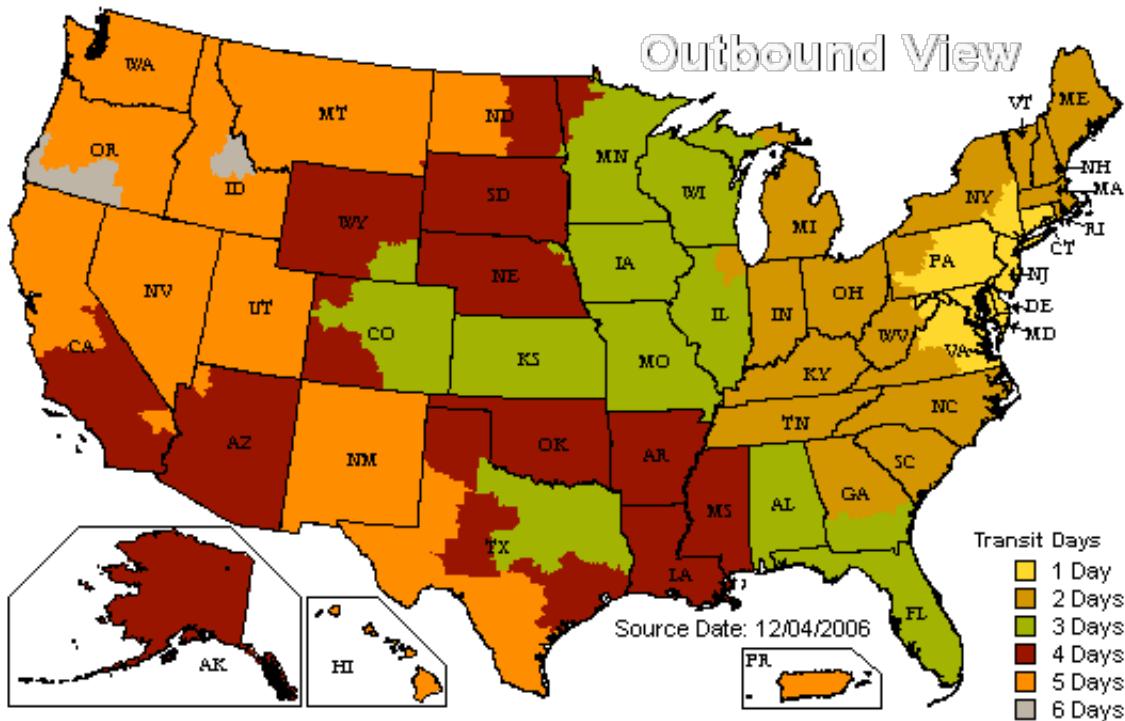 Outbound View
WA
MT
ND
VT
ME
OR
MN
ID
SD
WI
NY
NH
MA
WY
MI
RI
CT
IA
PA
NE
NJ
NV
UT
IL
IN
OH
DE
CO
WV
MD
CA
KS
MO
VA
KY
NC
AZ
OK
TN
NM
AR
SC
MS
AL
GA
TX
LA
Transit Days
1 Day
2 Days
3 Days
4 Days
5 Days
6 Days
FL
Source Date: 12/04/2006
AK
HI
PR